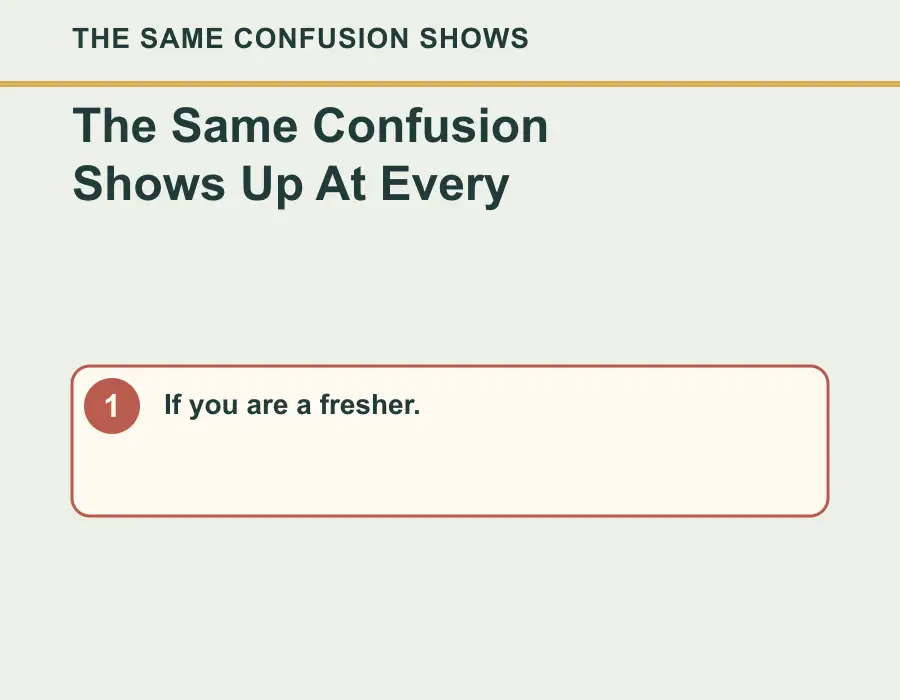 THE SAME CONFUSION SHOWS
The Same Confusion
Shows Up At Every
1
If you are a fresher.